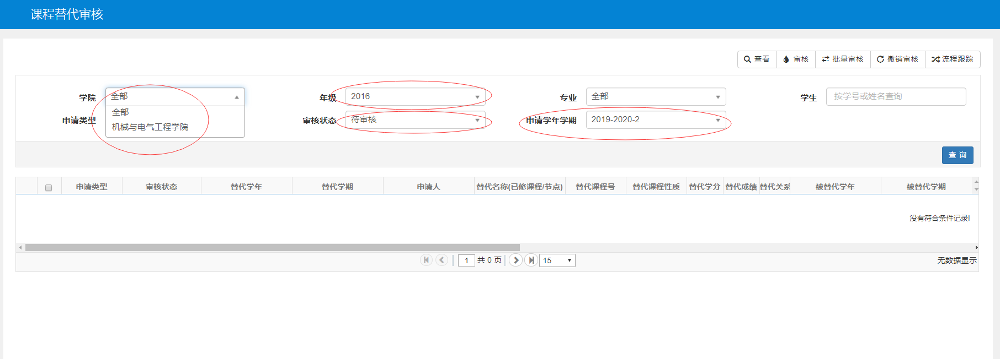 课程替代审核
查看 审核 批量审核 撤销审核 流程跟踪
学院 全部 年级 2016 专业 全部 学生 按学号或姓名查询
全部
申请类型 审核状态 待审核 申请学年学期 2019-2020-2
机械与电气工程学院
查 询
申请类型 审核状态 替代学年 替代学期 申请人 替代名称(已修课程/节点) 替代课程号 替代课程性质 替代学分 替代成绩 替代关系 被替代学年 被替代学期
没有符合条件记录!
1 共 0 页 15 无数据显示